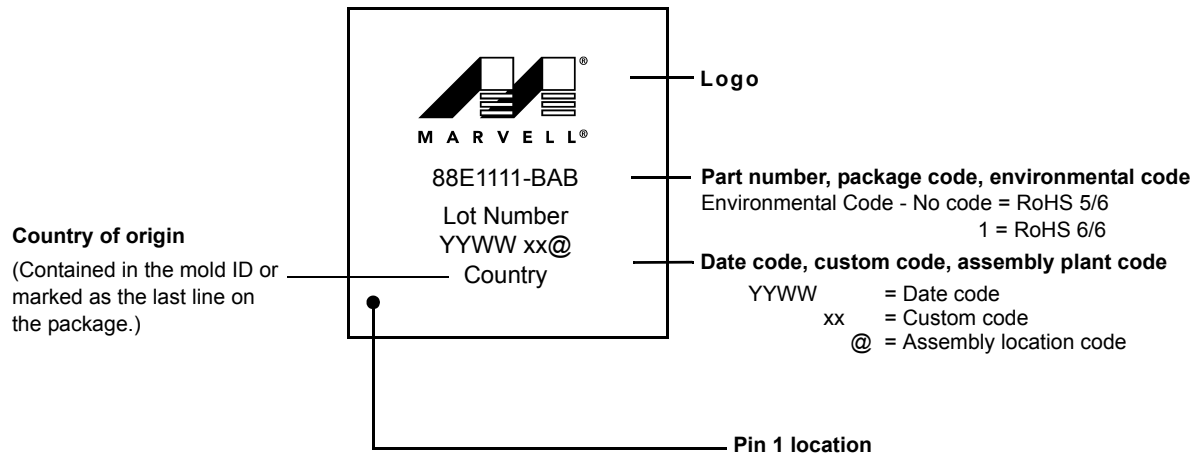 ®
MARVELL®
88E1111-BAB
Lot Number
YYWW xx@
Country
Country of origin
(Contained in the mold ID or
marked as the last line on
the package.)
Logo
Part number, package code, environmental code
Environmental Code - No code = RoHS 5/6
1 = RoHS 6/6
Date code, custom code, assembly plant code
YYWW = Date code
xx = Custom code
@ = Assembly location code
Pin 1 location